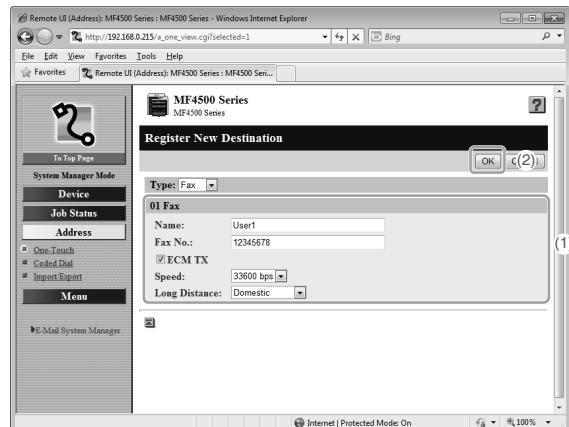 Remote UI (Address): MF4500 Series : MF4500 Series - Windows Internet Explorer
http://192.168.0.215/a_one_view.cgi?selected=1
Bing
File Edit View Favorites Tools Help
Favorites Remote UI (Address): MF4500 Series : MF4500 Seri...
MF4500 Series
MF4500 Series
Register New Destination
To Top Page
OK
(2)
System Manager Mode
Type: Fax
Device
01 Fax
Job Status
Name: User1
Address
Fax No.: 12345678
(1)
One-Touch
ECM TX
Coded Dial
Speed: 33600 bps
Import/Export
Long Distance: Domestic
Menu
E-Mail System Manager
Internet | Protected Mode: On
100%